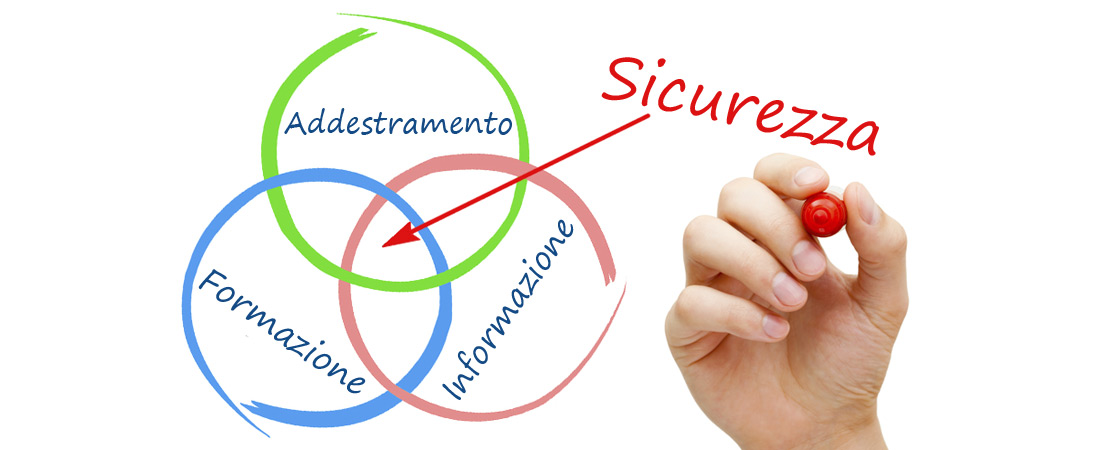 Addestramento
Sicurezza
Formazione
Informazione